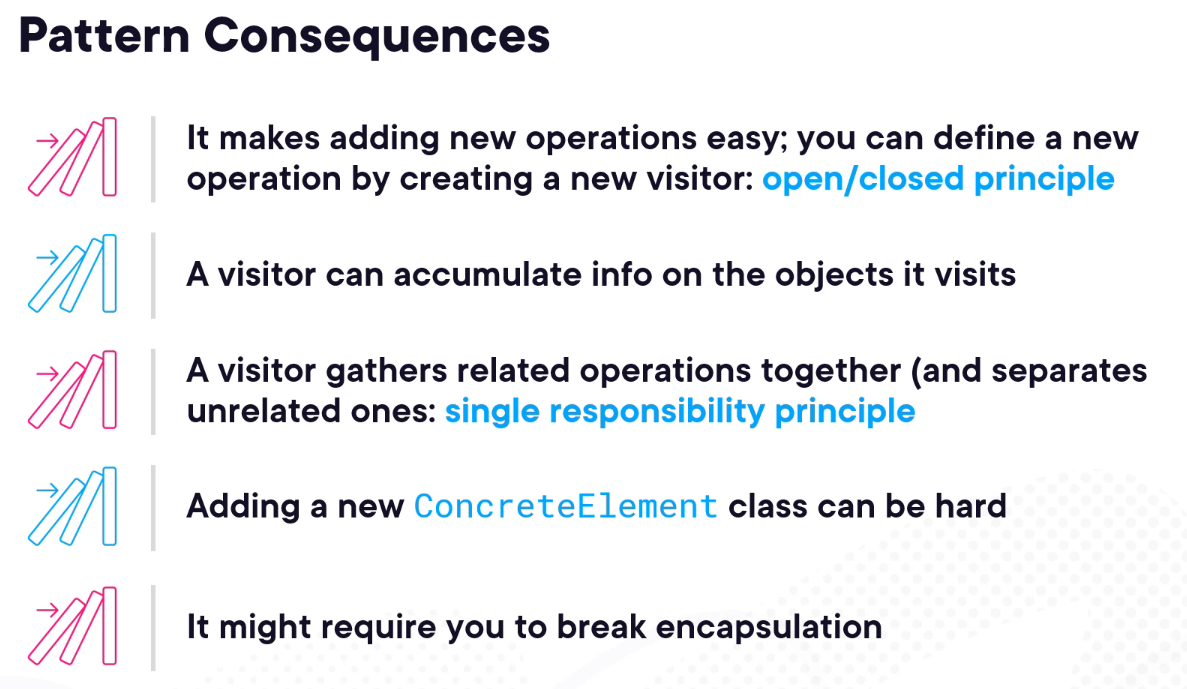 Pattern Consequences
It makes adding new operations easy; you can define a new
operation by creating a new visitor: open/closed principle
A visitor can accumulate info on the objects it visits
A visitor gathers related operations together (and separates
unrelated ones: single responsibility principle
Adding a new ConcreteElement class can be hard
It might require you to break encapsulation